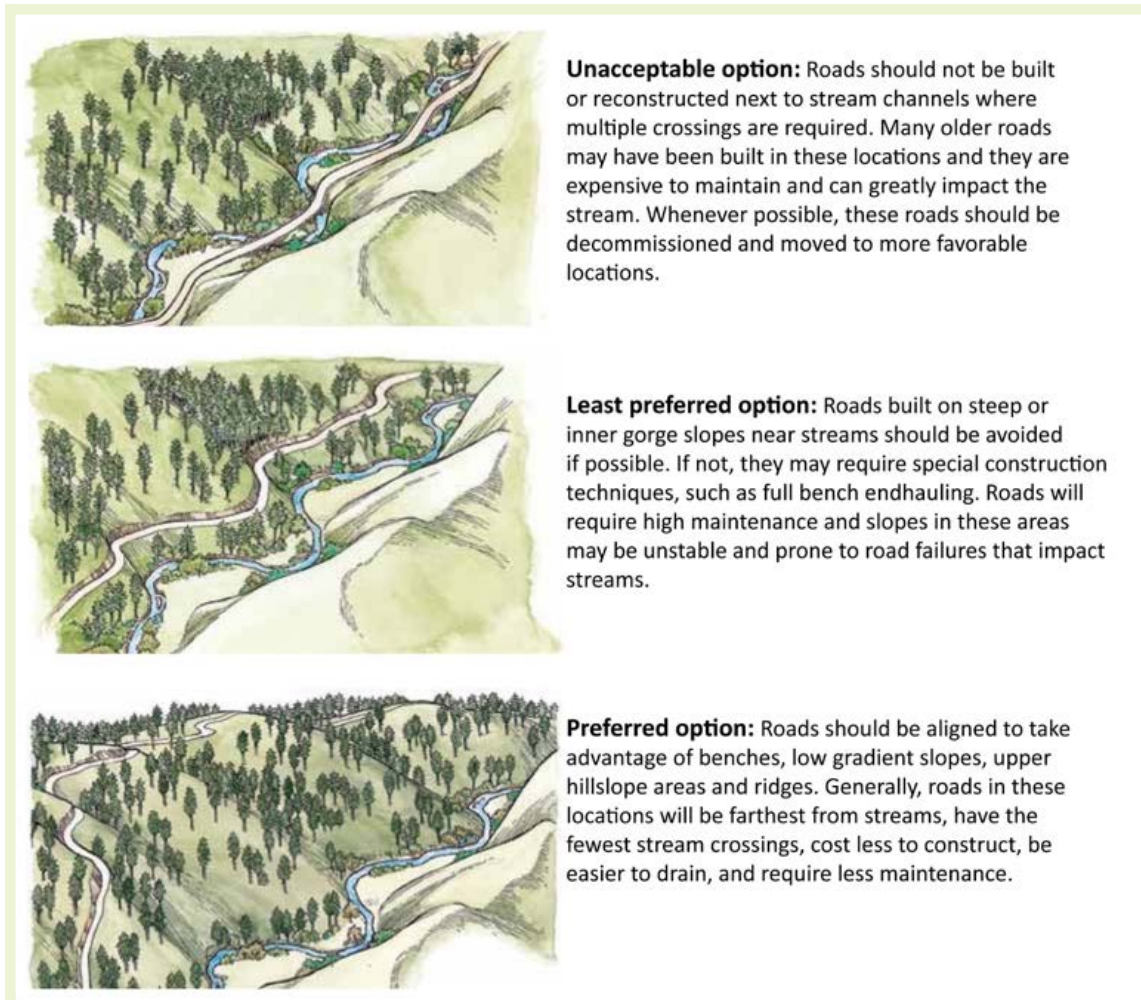 Unacceptable option: Roads should not be built
or reconstructed next to stream channels where
multiple crossings are required. Many older roads
may have been built in these locations and they are
expensive to maintain and can greatly impact the
stream. Whenever possible, these roads should be
decommissioned and moved to more favorable
locations.
Least preferred option: Roads built on steep or
inner gorge slopes near streams should be avoided
if possible. If not, they may require special construction
techniques, such as full bench endhauling. Roads will
require high maintenance and slopes in these areas
may be unstable and prone to road failures that impact
streams.
Preferred option: Roads should be aligned to take
advantage of benches, low gradient slopes, upper
hillslope areas and ridges. Generally, roads in these
locations will be farthest from streams, have the
fewest stream crossings, cost less to construct, be
easier to drain, and require less maintenance.